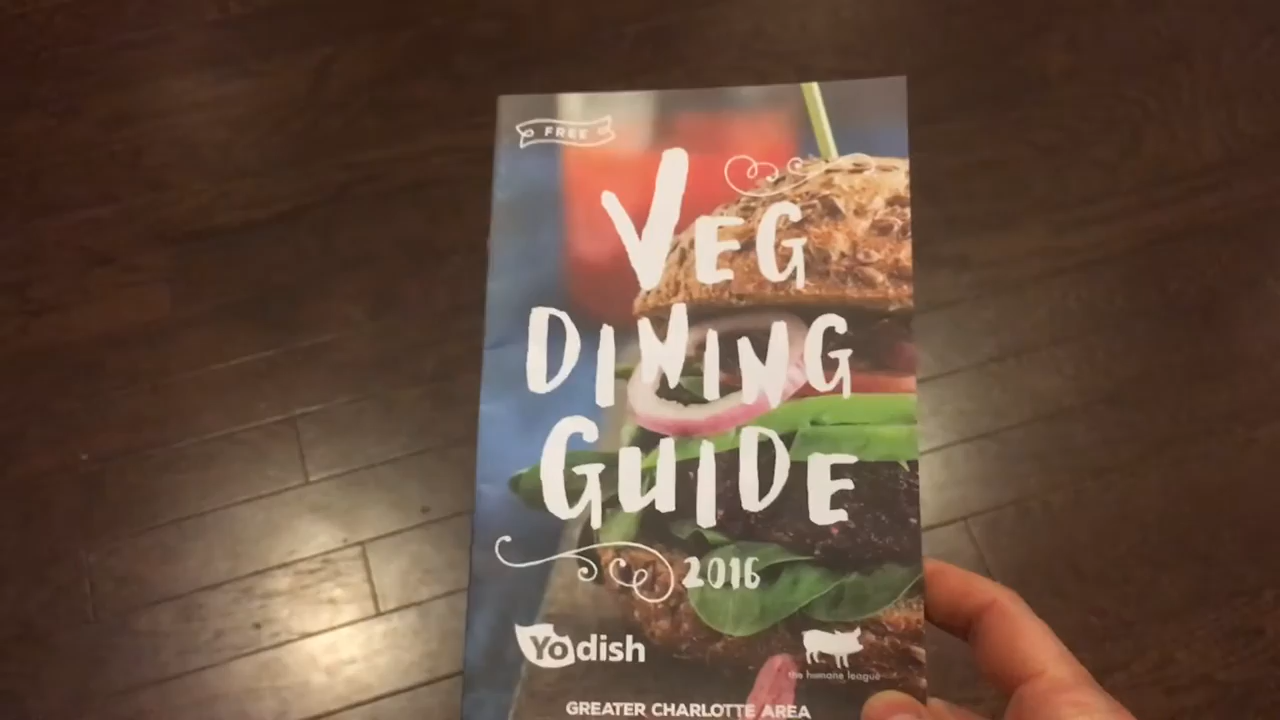 FREE
VEG
DINING
GUIDE
2016
Yodish
the humane league
GREATER CHARLOTTE AREA